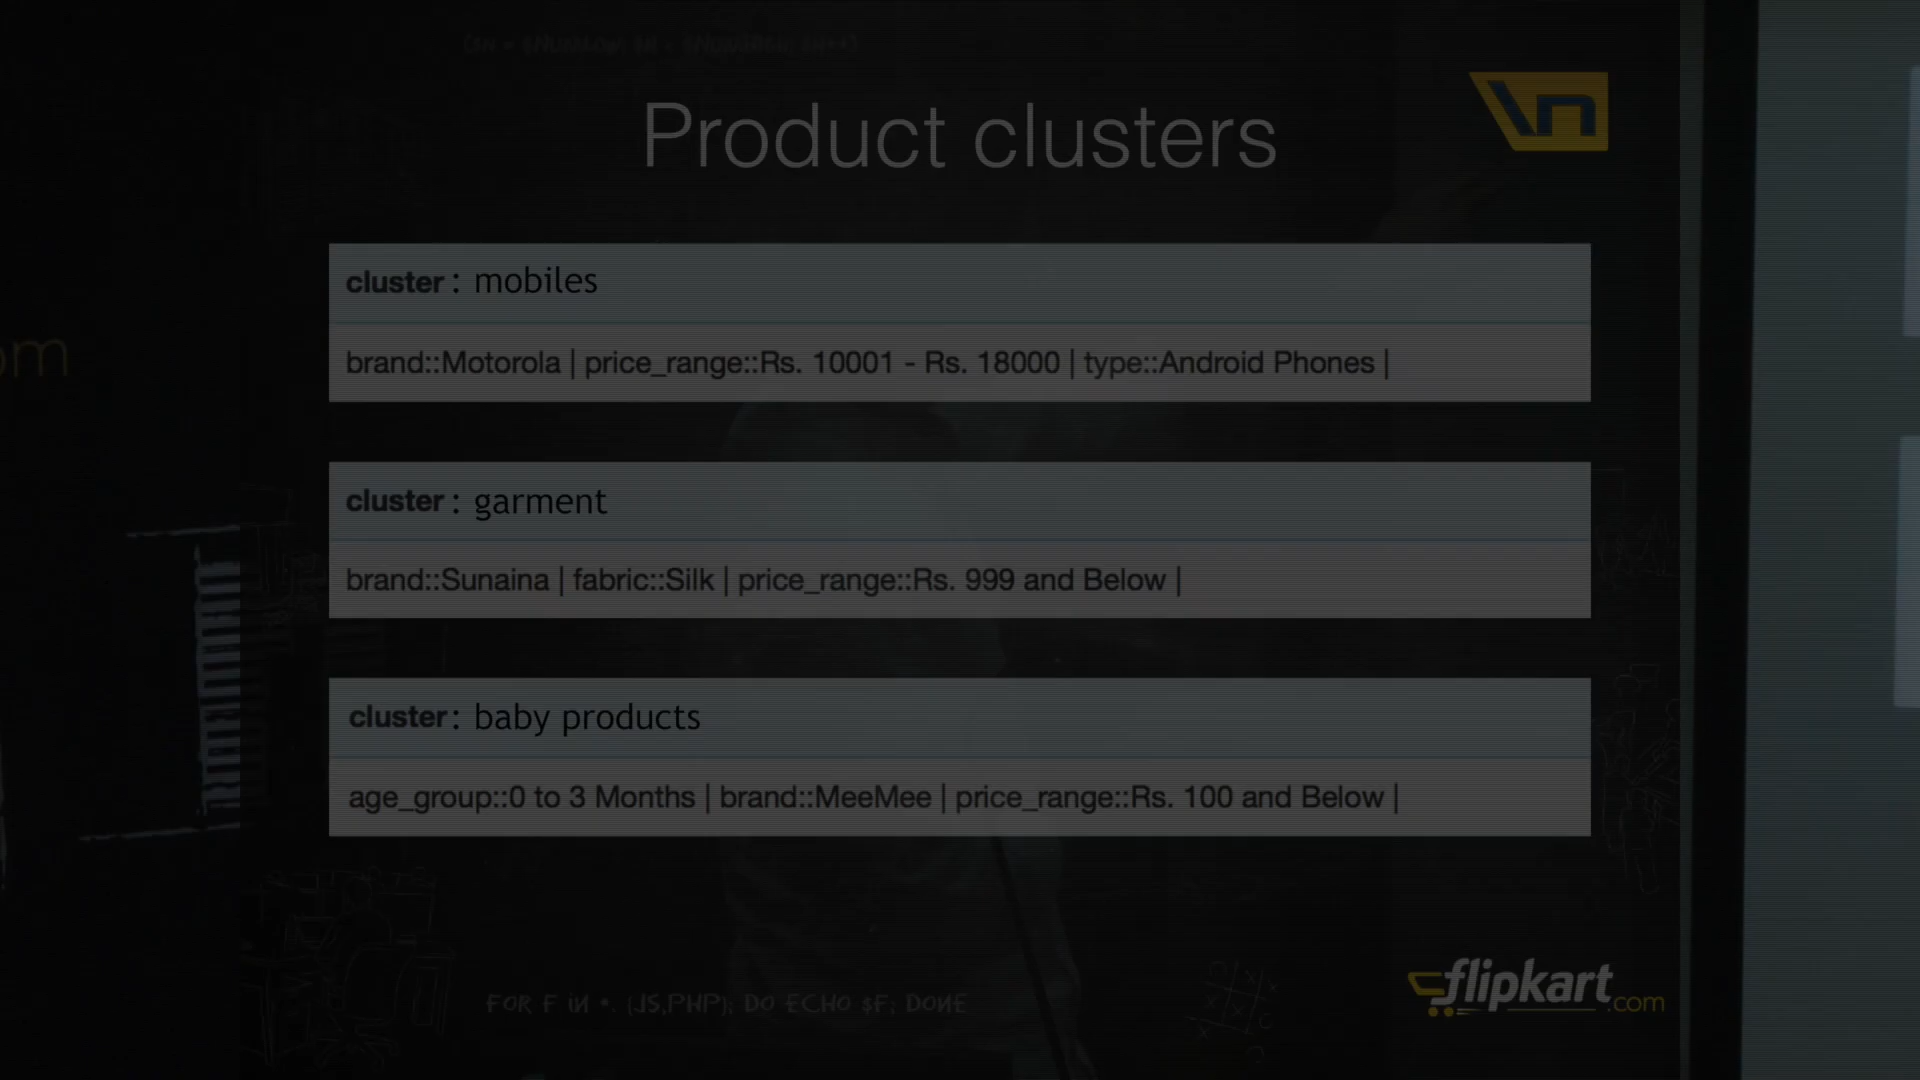 Product clusters
\n
cluster : mobiles
brand::Motorola | price_range::Rs. 10001 - Rs. 18000 | type::Android Phones |
om
cluster : garment
brand::Sunaina | fabric::Silk | price_range::Rs. 999 and Below |
cluster : baby products
age_group::0 to 3 Months | brand::MeeMee | price_range::Rs. 100 and Below |
FOR F IN *. {JS,PHP}; DO ECHO $F; DONE
flipkart.com